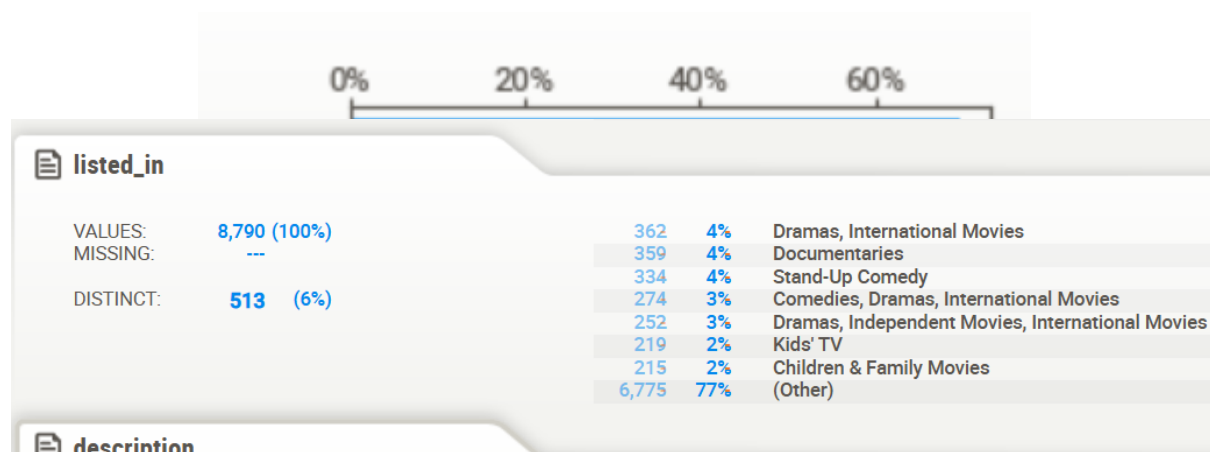 0% 20% 40% 60%
listed_in
VALUES: 8,790 (100%)
MISSING: ---
DISTINCT: 513 (6%)
362 4% Dramas, International Movies
359 4% Documentaries
334 4% Stand-Up Comedy
274 3% Comedies, Dramas, International Movies
252 3% Dramas, Independent Movies, International Movies
219 2% Kids' TV
215 2% Children & Family Movies
6,775 77% (Other)
description